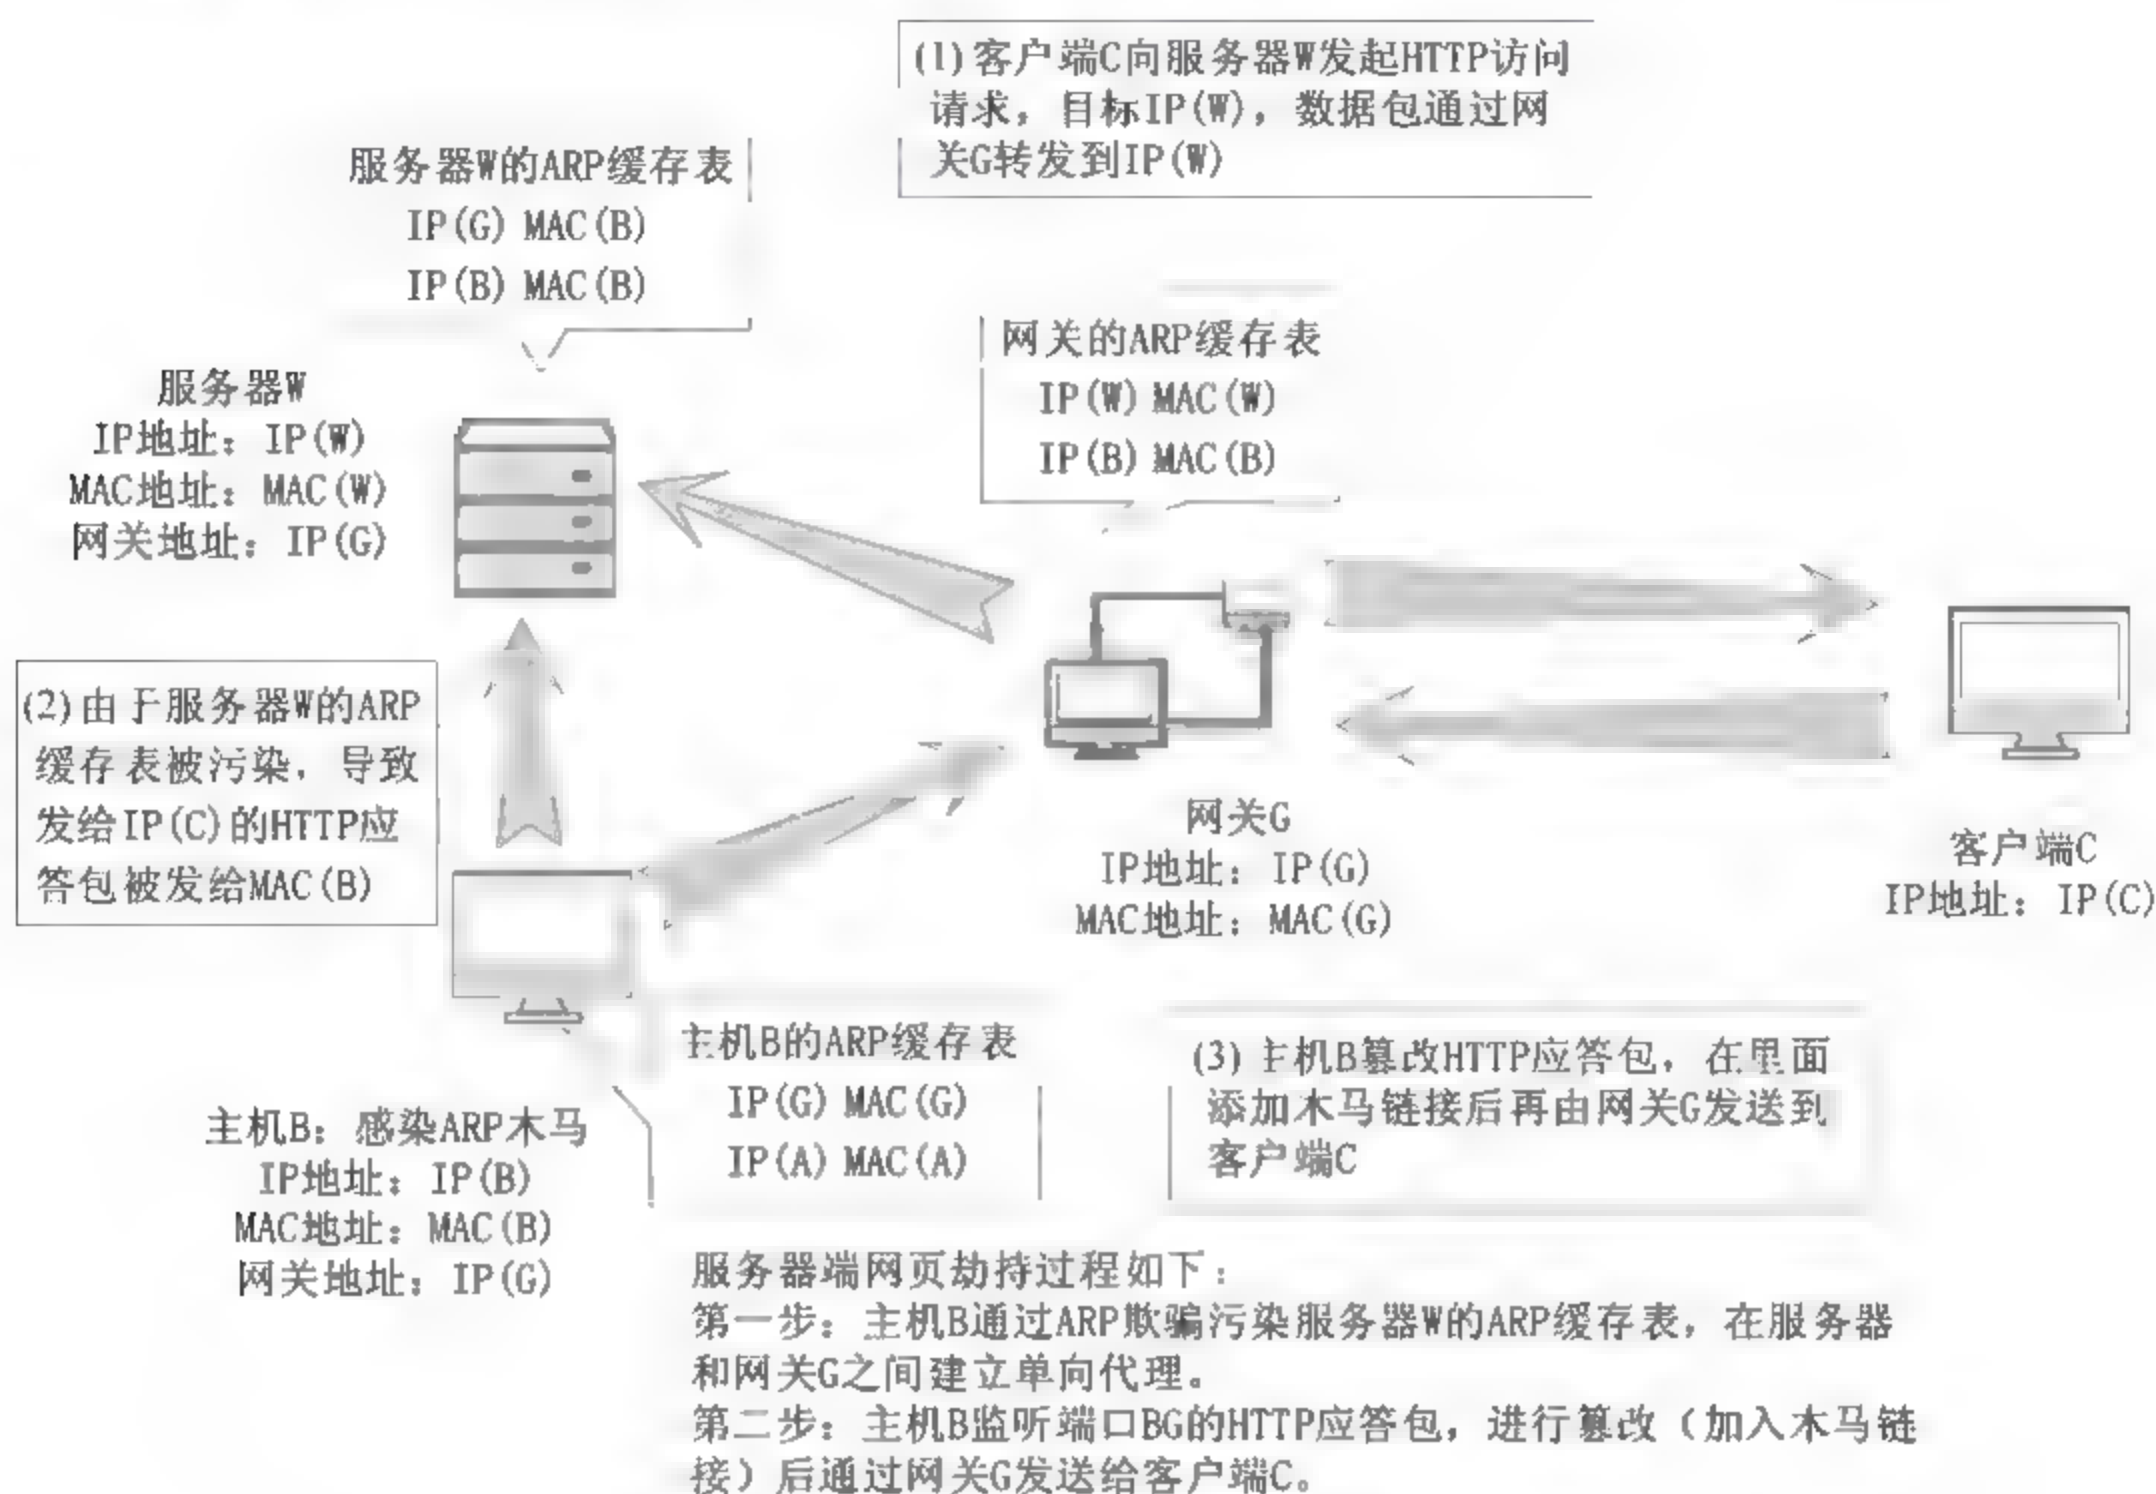 (1)客户端C向服务器W发起HTTP访问
请求，目标IP(W)，数据包通过网
关G转发到IP(W)
服务器W的ARP缓存表
IP(G) MAC(B)
IP(B) MAC(B)
网关的ARP缓存表
IP(W) MAC(W)
IP(B) MAC(B)
服务器W
IP地址：IP(W)
MAC地址：MAC(W)
网关地址：IP(G)
(2)由于服务器W的ARP
缓存表被污染，导致
发给IP(C)的HTTP应
答包被发给MAC(B)
网关G
IP地址：IP(G)
MAC地址：MAC(G)
客户端C
IP地址：IP(C)
主机B的ARP缓存表
IP(G) MAC(G)
IP(A) MAC(A)
(3)主机B篡改HTTP应答包，在里面
添加木马链接后再由网关G发送到
客户端C
主机B：感染ARP木马
IP地址：IP(B)
MAC地址：MAC(B)
网关地址：IP(G)
服务器端网页劫持过程如下：
第一步：主机B通过ARP欺骗污染服务器W的ARP缓存表，在服务器
和网关G之间建立单向代理。
第二步：主机B监听端口BG的HTTP应答包，进行篡改（加入木马链
接）后通过网关G发送给客户端C。